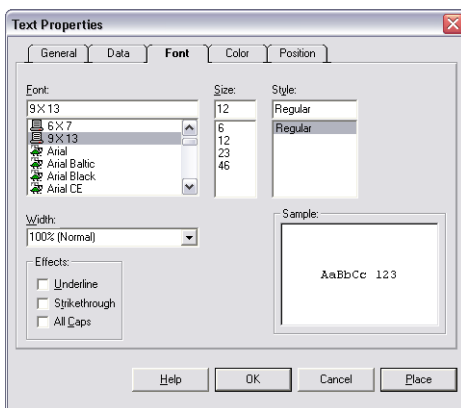 Text Properties
General Data Font Color Position
Font: Size: Style:
9X13 12 Regular
6X7 6 Regular
9X13 12
Arial 23
Arial Baltic 46
Arial Black
Arial CE
Width: Sample:
100% (Normal)
Effects:
AaBbCc 123
Underline
Strikethrough
All Caps
Help OK Cancel Place